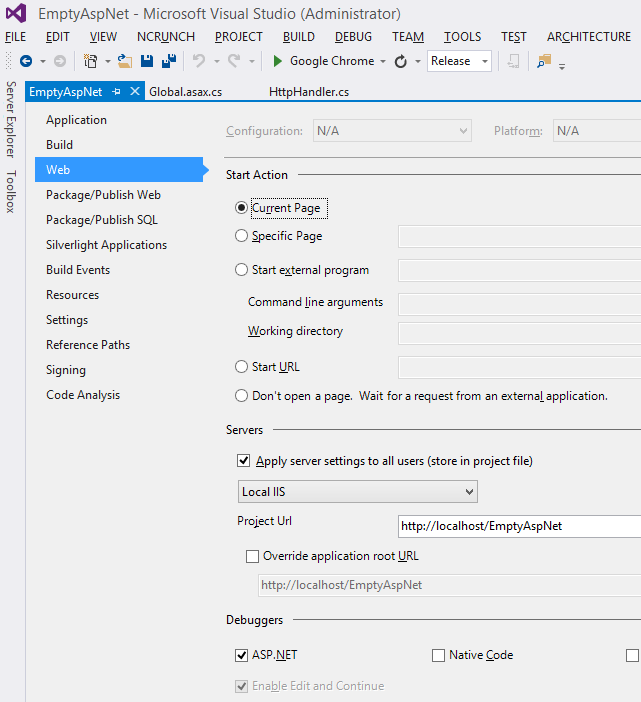 EmptyAspNet - Microsoft Visual Studio (Administrator)
FILE EDIT VIEW NCRUNCH PROJECT BUILD DEBUG TEAM TOOLS TEST ARCHITECTURE
Google Chrome Release
Server Explorer
Toolbox
EmptyAspNet Global.asax.cs HttpHandler.cs
Application
Build
Web
Package/Publish Web
Package/Publish SQL
Silverlight Applications
Build Events
Resources
Settings
Reference Paths
Signing
Code Analysis
Configuration: N/A Platform: N/A
Start Action
Current Page
Specific Page
Start external program
Command line arguments
Working directory
Start URL
Don't open a page. Wait for a request from an external application.
Servers
Apply server settings to all users (store in project file)
Local IIS
Project Url http://localhost/EmptyAspNet
Override application root URL
http://localhost/EmptyAspNet
Debuggers
ASP.NET Native Code
Enable Edit and Continue